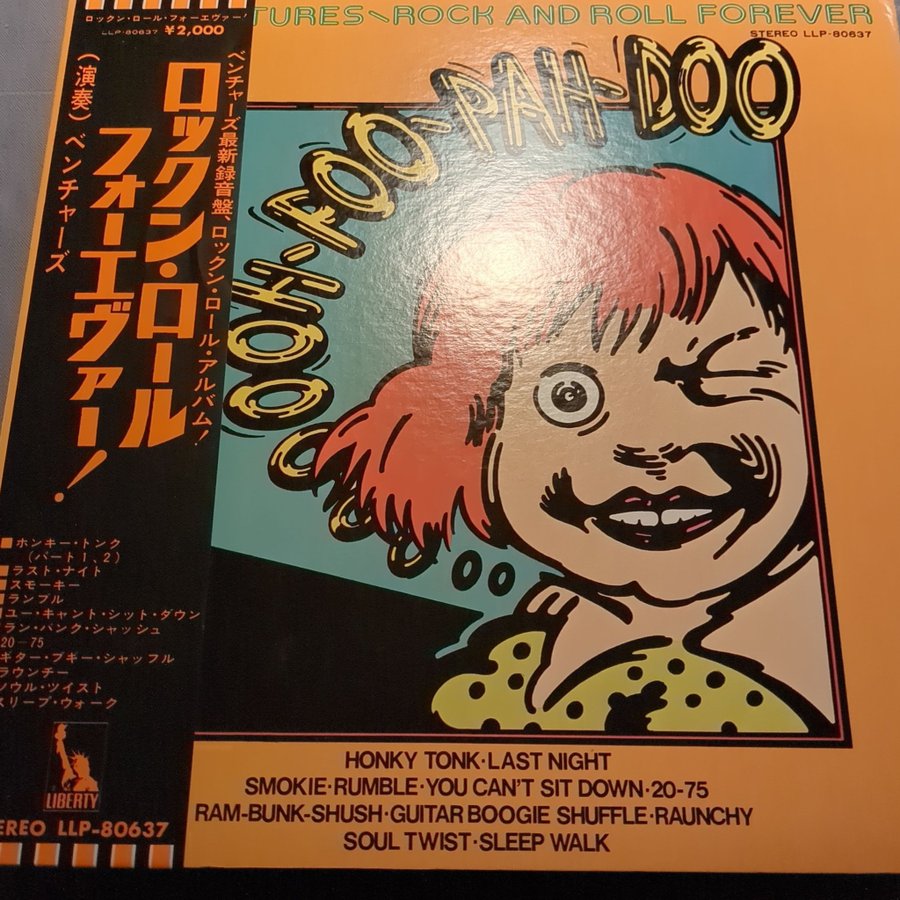 ロックン・ロール・フォーエヴァー!
LLP-80637 ¥2,000
TURES\ROCK AND ROLL FOREVER
STEREO LLP-80637
ベンチャーズ最新録音盤、ロックン・ロール・アルバム!
ロックン・ロール
フォーエヴァー!
(演奏)ベンチャーズ
OOH-FOO-PAH-DOO
■ホンキー・トンク
(パート1、2)
■ラスト・ナイト
■スモーキー
■ランブル
ユー・キャント・シット・ダウン
ラン・バンク・シャッシュ
20-75
ギター・ブギー・シャッフル
ラウンチー
ソウル・ツイスト
スリープ・ウォーク
LIBERTY
EREO LLP-80637
HONKY TONK·LAST NIGHT
SMOKIE·RUMBLE·YOU CAN'T SIT DOWN·20-75
RAM-BUNK-SHUSH·GUITAR BOOGIE SHUFFLE·RAUNCHY
SOUL TWIST·SLEEP WALK